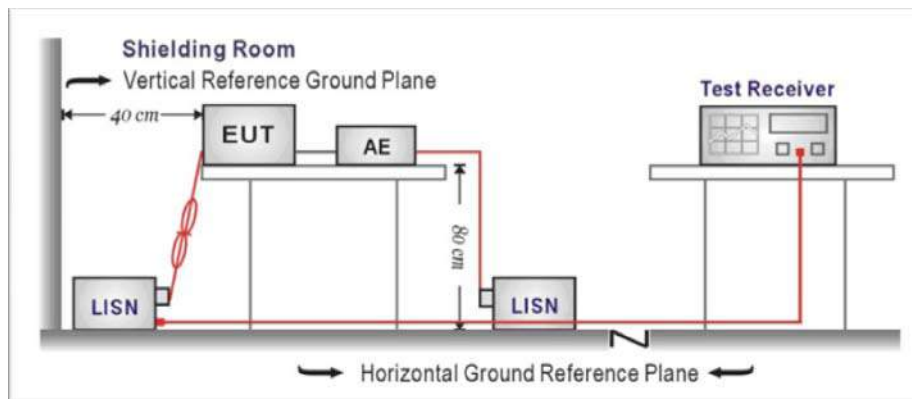 Shielding Room
Vertical Reference Ground Plane
40 cm
EUT
AE
Test Receiver
80 cm
LISN
LISN
Horizontal Ground Reference Plane